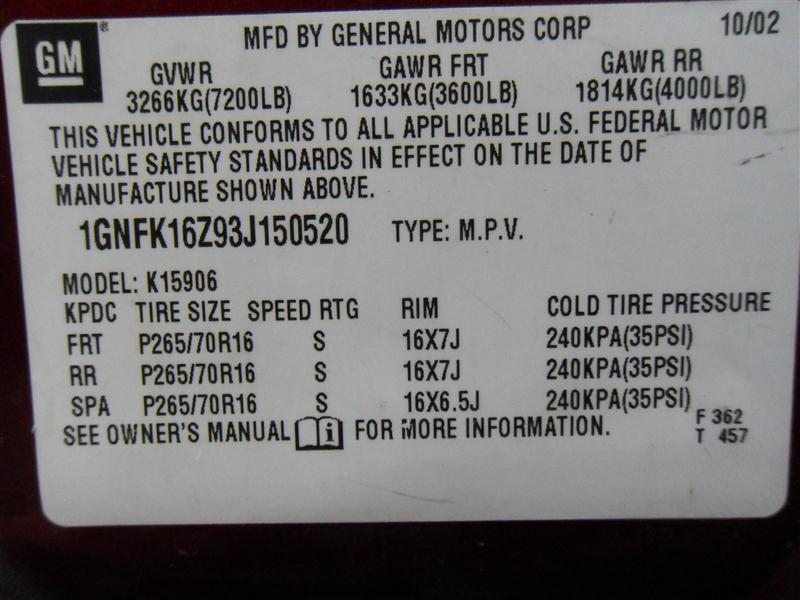 GM ® MFD BY GENERAL MOTORS CORP 10/02
GVWR GAWR FRT GAWR RR
3266KG(7200LB) 1633KG(3600LB) 1814KG(4000LB)
THIS VEHICLE CONFORMS TO ALL APPLICABLE U.S. FEDERAL MOTOR
VEHICLE SAFETY STANDARDS IN EFFECT ON THE DATE OF
MANUFACTURE SHOWN ABOVE.
1GNFK16Z93J150520 TYPE: M.P.V.
MODEL: K15906
KPDC TIRE SIZE SPEED RTG RIM COLD TIRE PRESSURE
FRT P265/70R16 S 16X7J 240KPA(35PSI)
RR P265/70R16 S 16X7J 240KPA(35PSI)
SPA P265/70R16 S 16X6.5J 240KPA(35PSI)
SEE OWNER'S MANUAL i FOR MORE INFORMATION.
F 362
T 457